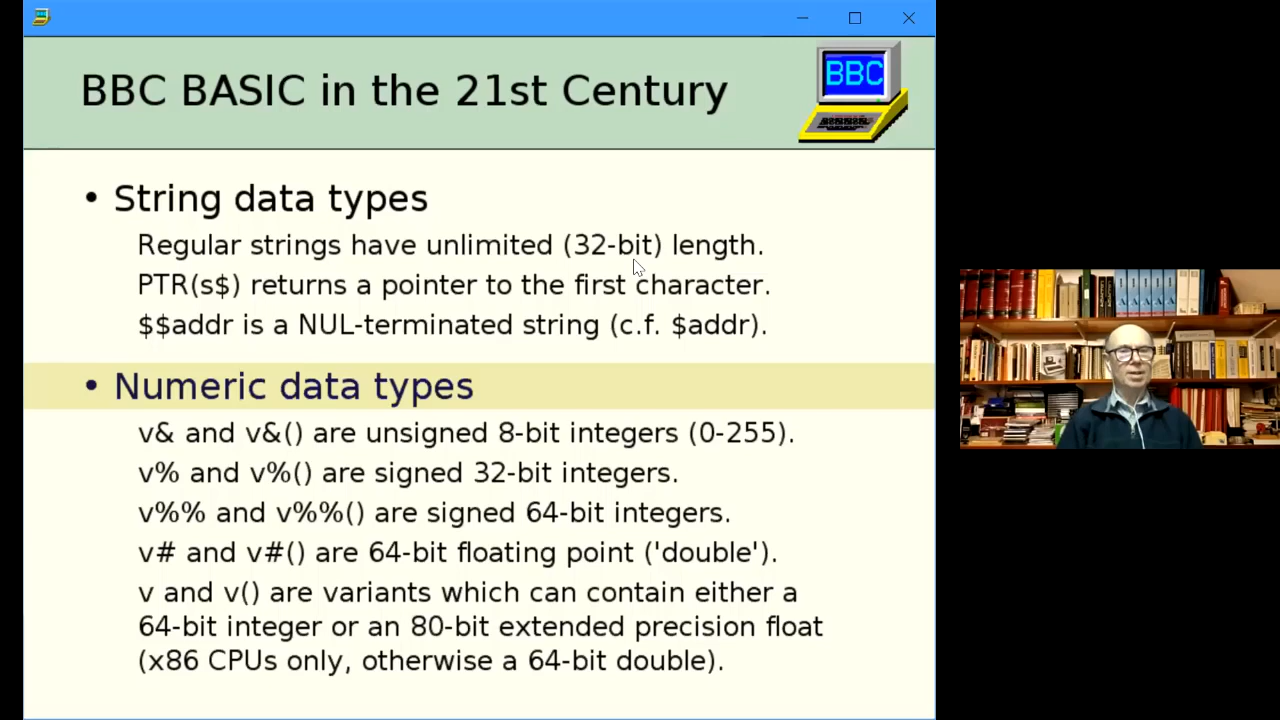 BBC BASIC in the 21st Century
BBC
• String data types
Regular strings have unlimited (32-bit) length.
PTR(s$) returns a pointer to the first character.
$$addr is a NUL-terminated string (c.f. $addr).
• Numeric data types
v& and v&() are unsigned 8-bit integers (0-255).
v% and v%() are signed 32-bit integers.
v%% and v%%() are signed 64-bit integers.
v# and v#() are 64-bit floating point ('double').
v and v() are variants which can contain either a
64-bit integer or an 80-bit extended precision float
(x86 CPUs only, otherwise a 64-bit double).